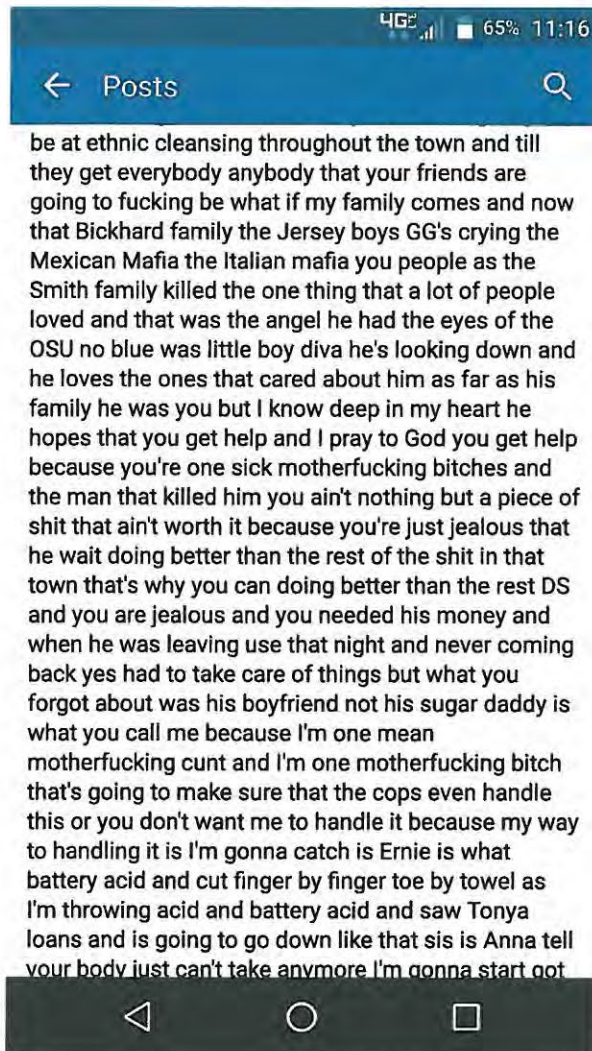 4G 65% 11:16
Posts
be at ethnic cleansing throughout the town and till
they get everybody anybody that your friends are
going to fucking be what if my family comes and now
that Bickhard family the Jersey boys GG's crying the
Mexican Mafia the Italian mafia you people as the
Smith family killed the one thing that a lot of people
loved and that was the angel he had the eyes of the
OSU no blue was little boy diva he's looking down and
he loves the ones that cared about him as far as his
family he was you but I know deep in my heart he
hopes that you get help and I pray to God you get help
because you're one sick motherfucking bitches and
the man that killed him you ain't nothing but a piece of
shit that ain't worth it because you're just jealous that
he wait doing better than the rest of the shit in that
town that's why you can doing better than the rest DS
and you are jealous and you needed his money and
when he was leaving use that night and never coming
back yes had to take care of things but what you
forgot about was his boyfriend not his sugar daddy is
what you call me because I'm one mean
motherfucking cunt and I'm one motherfucking bitch
that's going to make sure that the cops even handle
this or you don't want me to handle it because my way
to handling it is I'm gonna catch is Ernie is what
battery acid and cut finger by finger toe by towel as
I'm throwing acid and battery acid and saw Tonya
loans and is going to go down like that sis is Anna tell
your body just can't take anymore I'm gonna start got